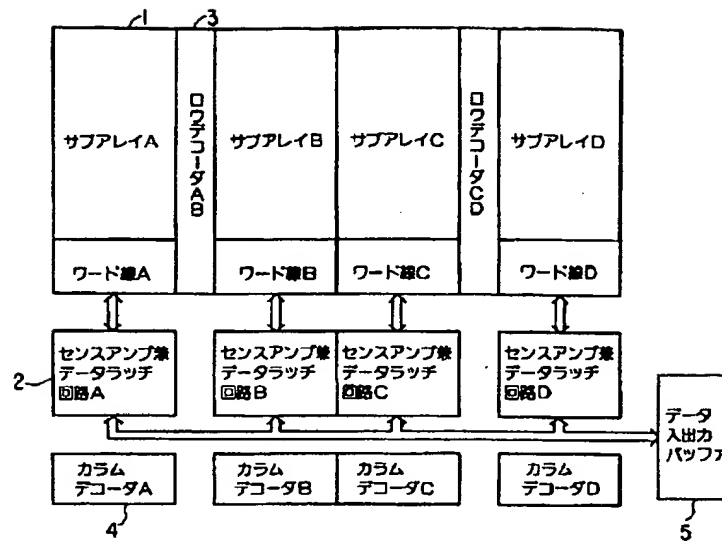 1
3
サブアレイA
ロウデコーダAB
サブアレイB
サブアレイC
ロウデコーダCD
サブアレイD
ワード線A
ワード線B
ワード線C
ワード線D
2
センスアンプ兼
データラッチ
回路A
センスアンプ兼
データラッチ
回路B
センスアンプ兼
データラッチ
回路C
センスアンプ兼
データラッチ
回路D
データ
入出力
バッファ
カラム
デコーダA
カラム
デコーダB
カラム
デコーダC
カラム
デコーダD
4
5